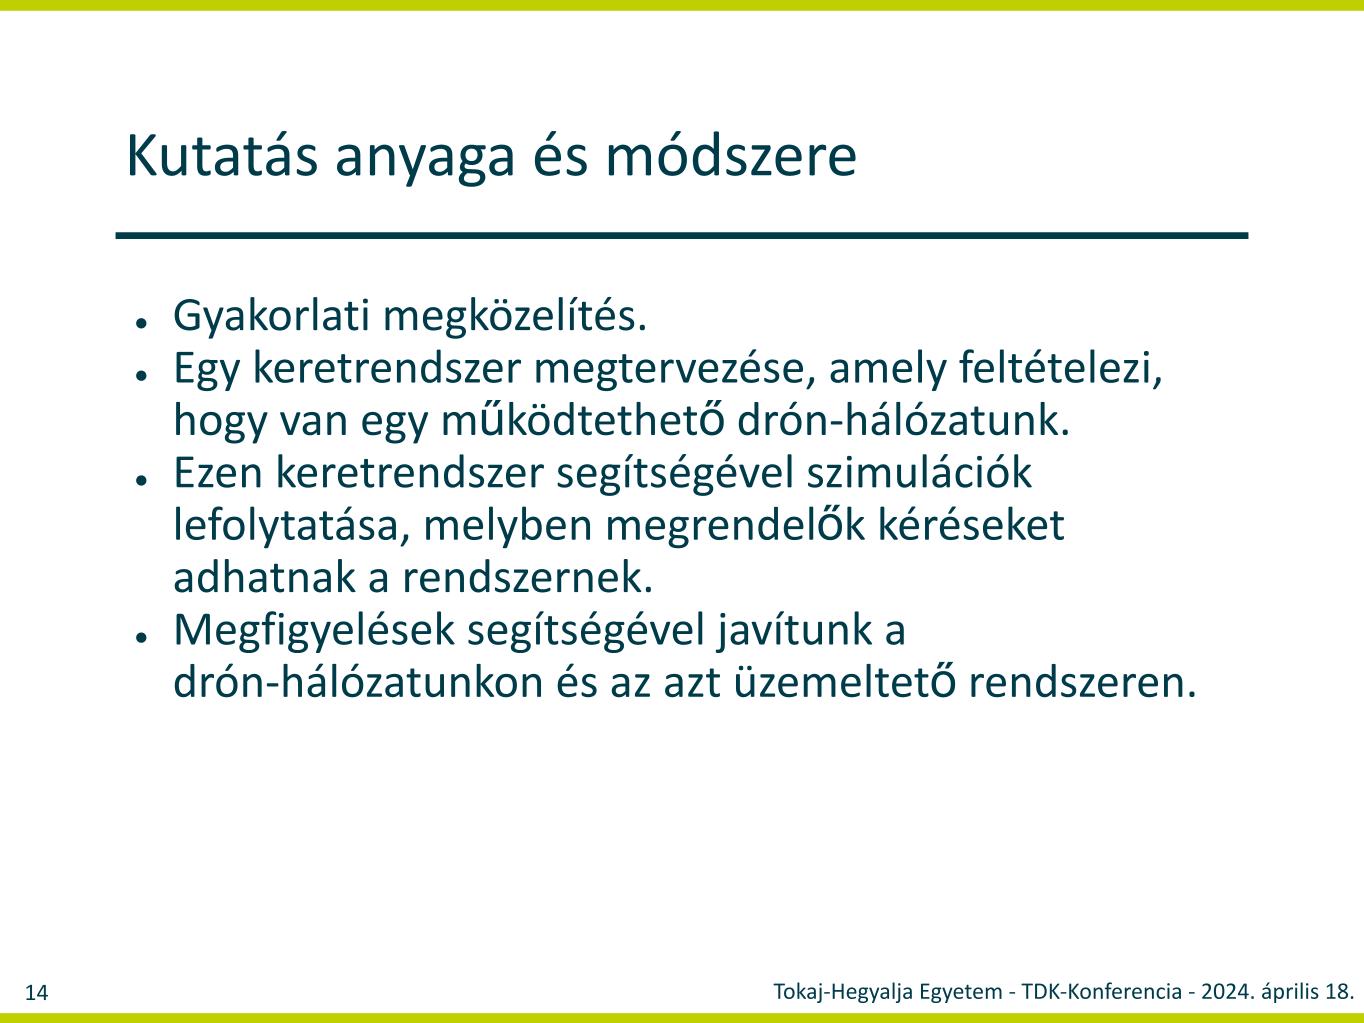 Kutatás anyaga és módszere
● Gyakorlati megközelítés.
● Egy keretrendszer megtervezése, amely feltételezi,
hogy van egy működtethető drón-hálózatunk.
● Ezen keretrendszer segítségével szimulációk
lefolytatása, melyben megrendelők kéréseket
adhatnak a rendszernek.
● Megfigyelések segítségével javítunk a
drón-hálózatunkon és az azt üzemeltető rendszeren.
14
Tokaj-Hegyalja Egyetem - TDK-Konferencia - 2024. április 18.